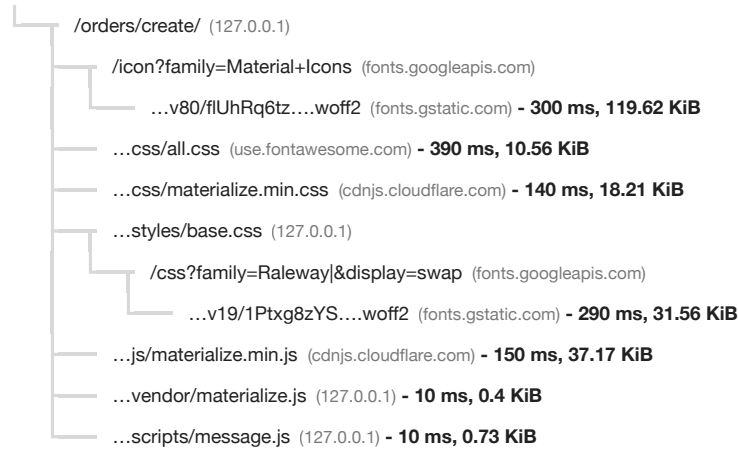 /orders/create/ (127.0.0.1)
/icon?family=Material+Icons (fonts.googleapis.com)
…v80/flUhRq6tz….woff2 (fonts.gstatic.com) - 300 ms, 119.62 KiB
…css/all.css (use.fontawesome.com) - 390 ms, 10.56 KiB
…css/materialize.min.css (cdnjs.cloudflare.com) - 140 ms, 18.21 KiB
…styles/base.css (127.0.0.1)
/css?family=Raleway|&display=swap (fonts.googleapis.com)
…v19/1Ptxg8zYS….woff2 (fonts.gstatic.com) - 290 ms, 31.56 KiB
…js/materialize.min.js (cdnjs.cloudflare.com) - 150 ms, 37.17 KiB
…vendor/materialize.js (127.0.0.1) - 10 ms, 0.4 KiB
…scripts/message.js (127.0.0.1) - 10 ms, 0.73 KiB